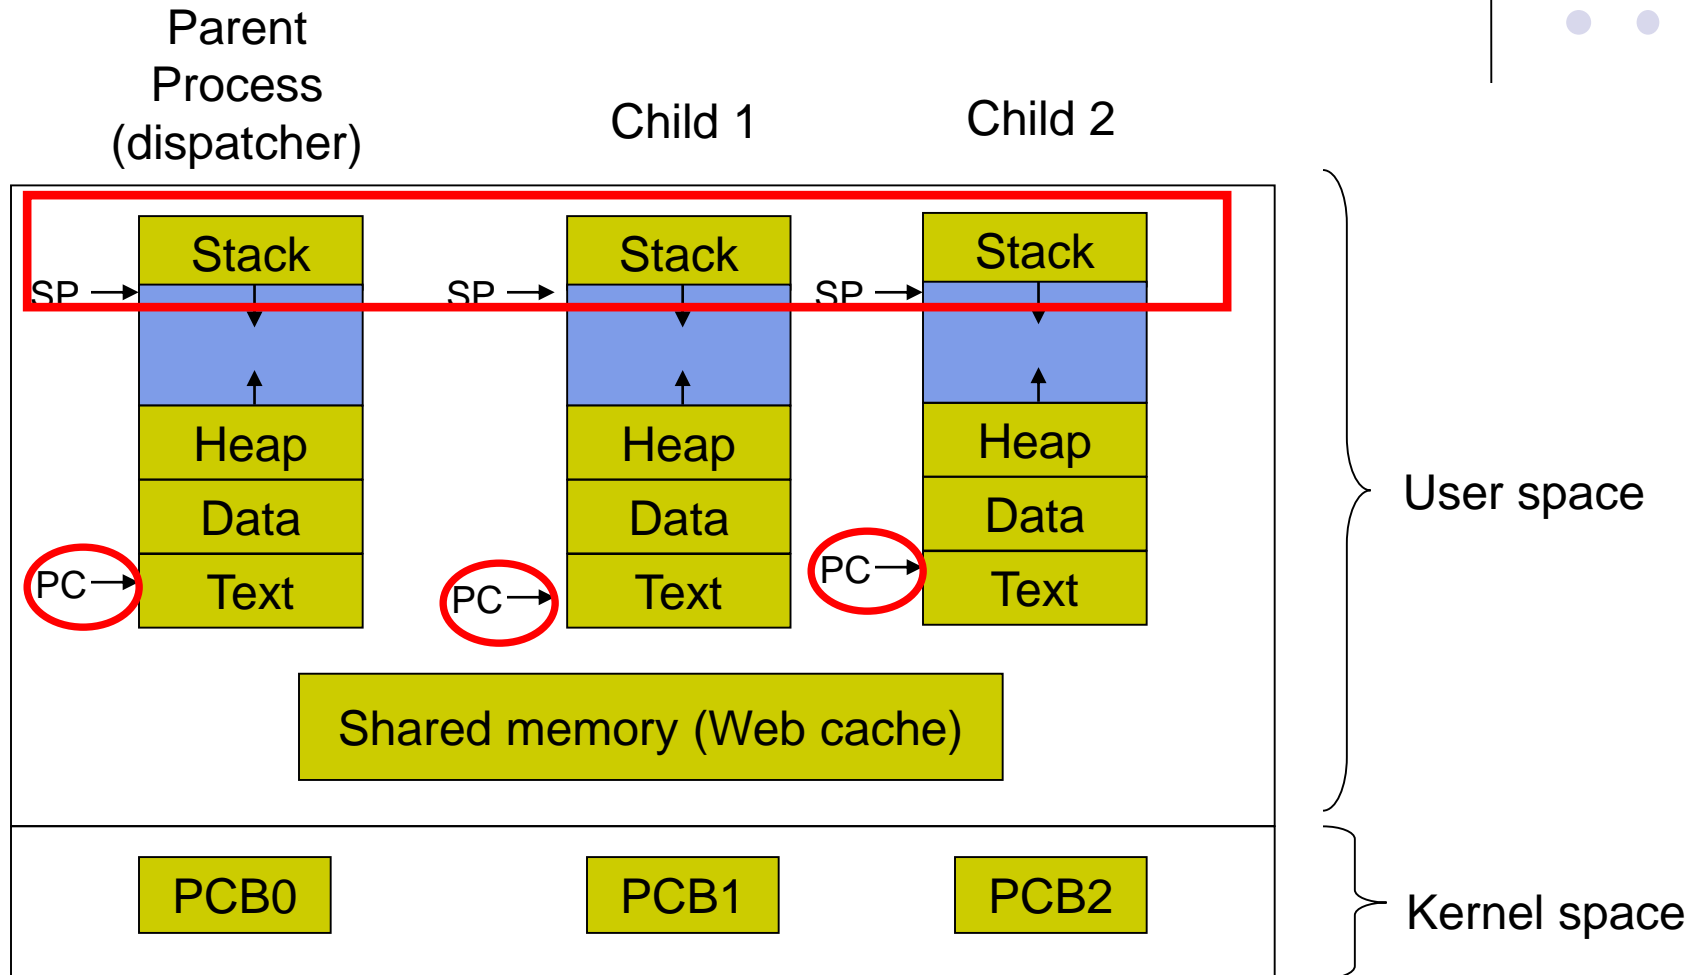 Parent
Process
(dispatcher)
Child 1
Child 2
Stack
Stack
Stack
SP
SP
SP
Heap
Heap
Heap
Data
Data
Data
PC
Text
PC
Text
PC
Text
User space
Shared memory (Web cache)
PCB0
PCB1
PCB2
Kernel space